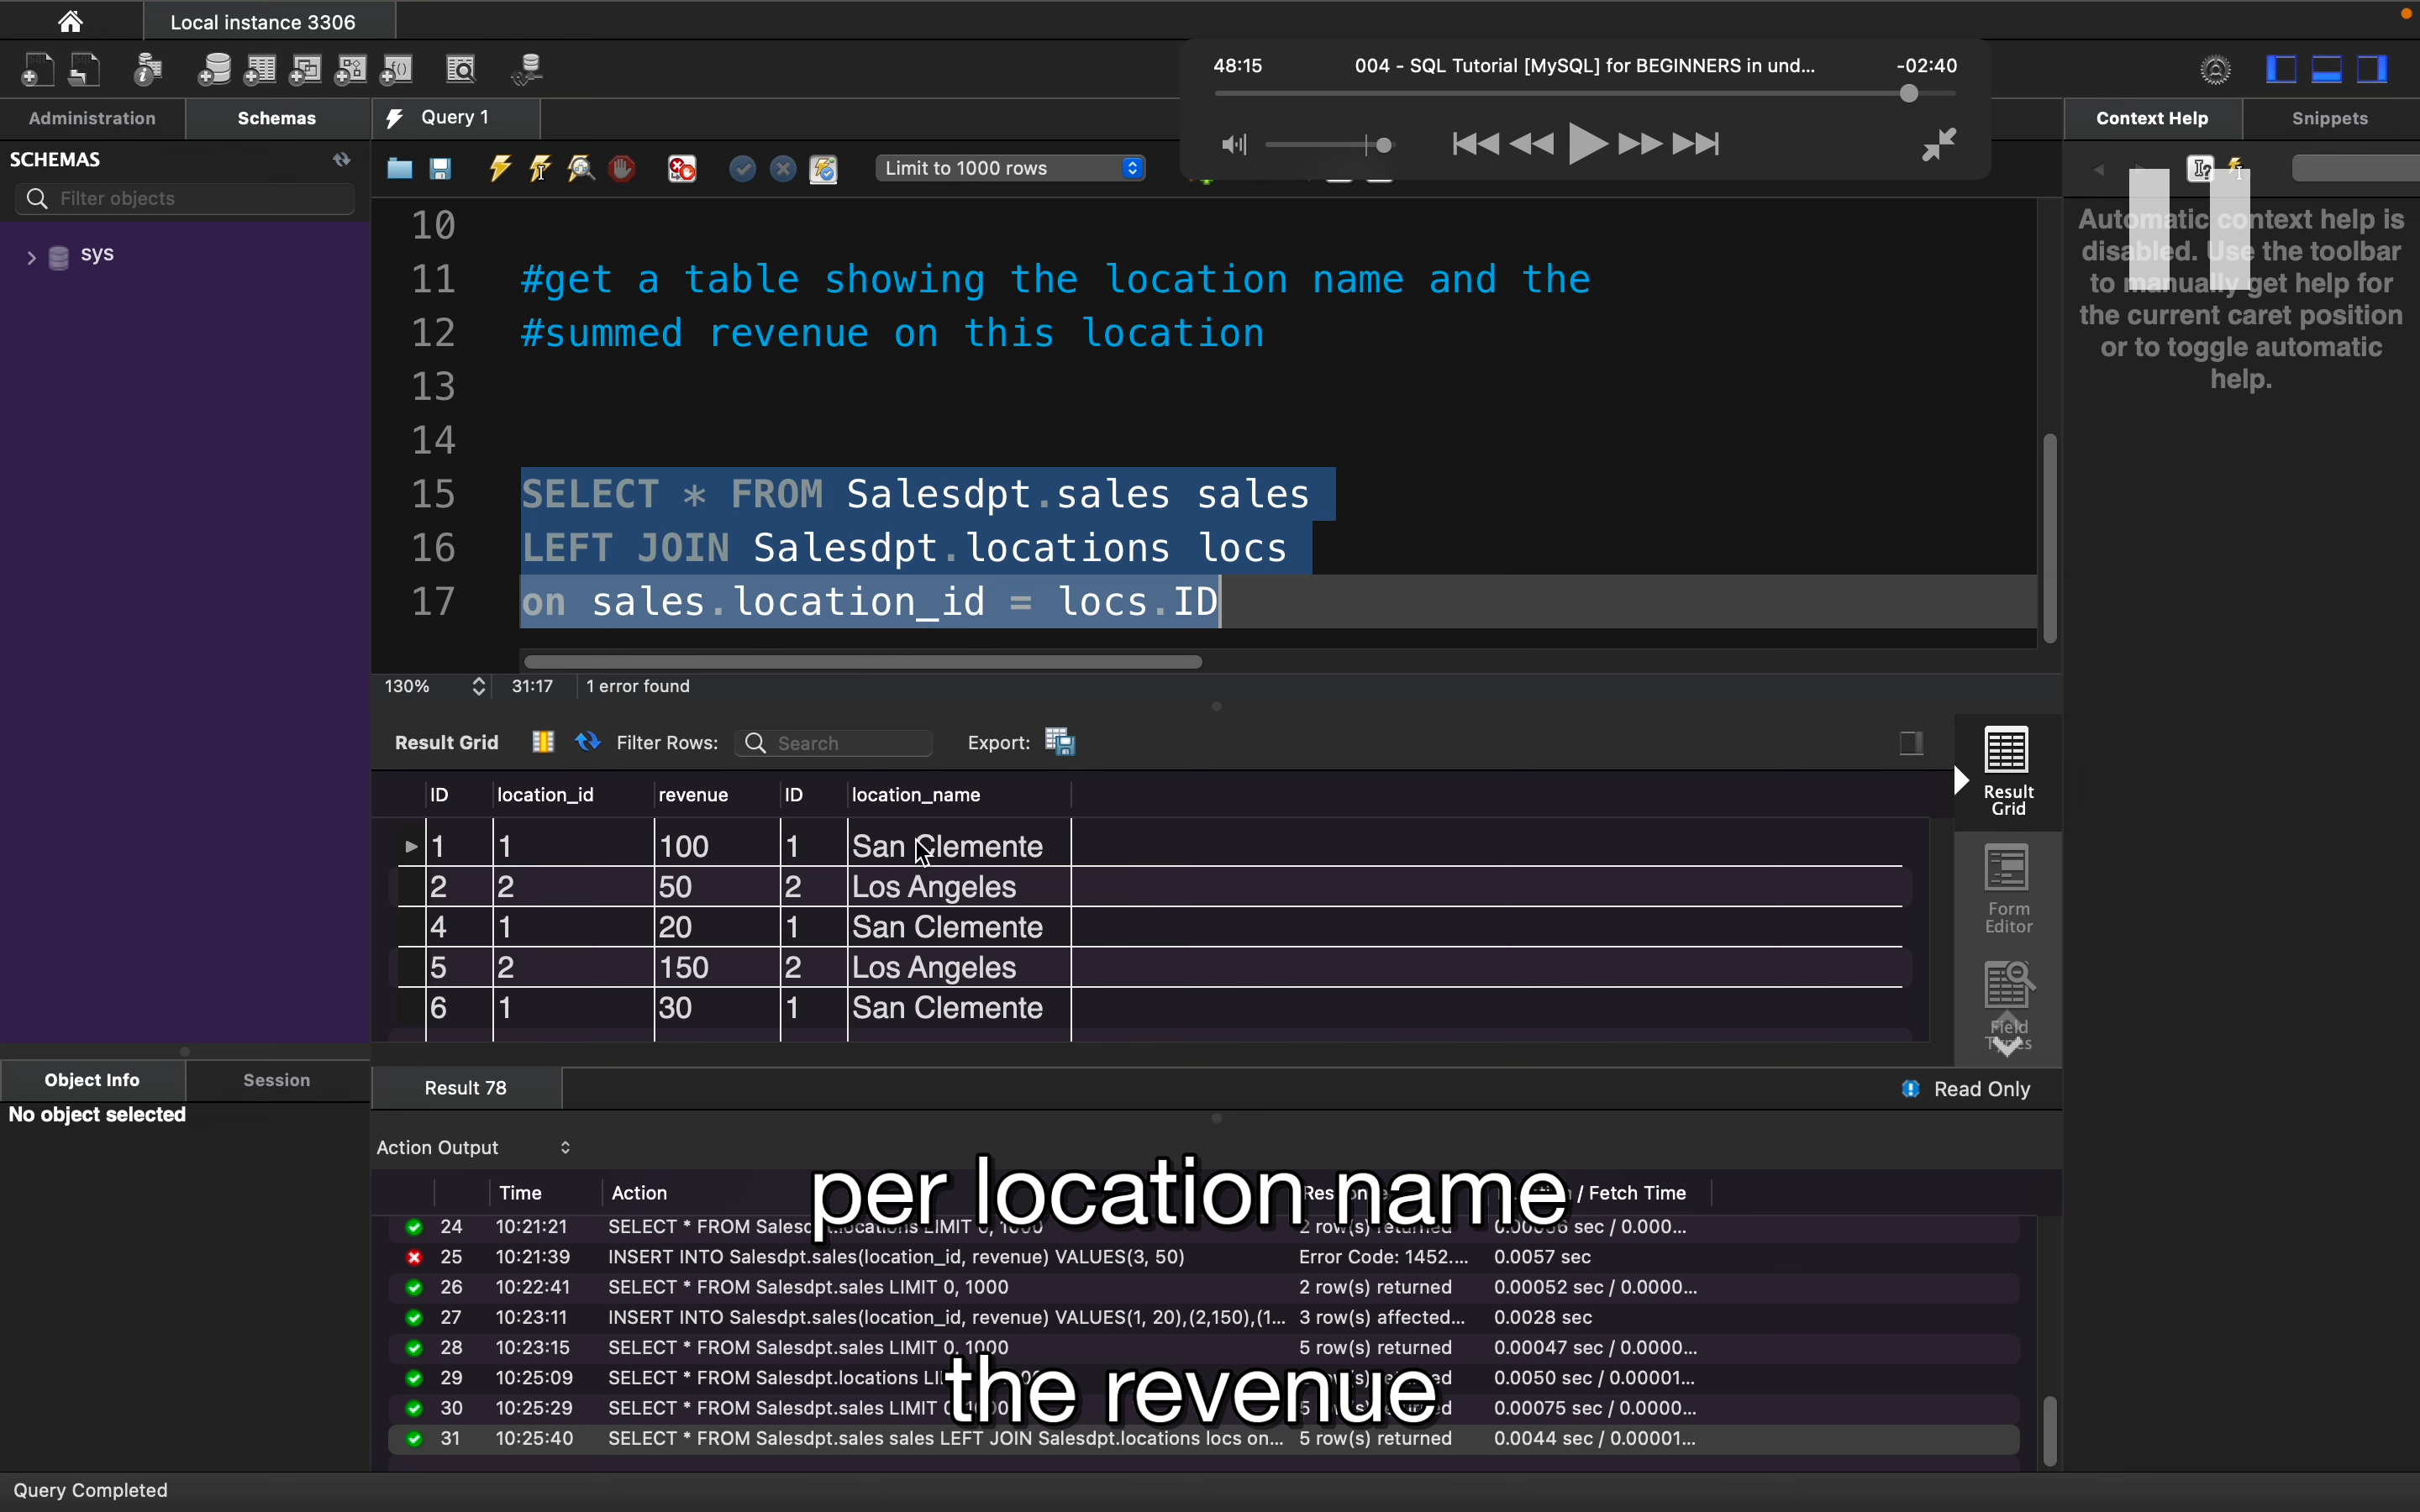 Local instance 3306
48:15 004 - SQL Tutorial [MySQL] for BEGINNERS in und... -02:40
Administration Schemas
Query 1
Context Help Snippets
SCHEMAS
Filter objects
sys
Limit to 1000 rows
Automatic context help is
disabled. Use the toolbar
to manually get help for
the current caret position
or to toggle automatic
help.
10
11 #get a table showing the location name and the
12 #summed revenue on this location
13
14
15 SELECT * FROM Salesdpt.sales sales
16 LEFT JOIN Salesdpt.locations locs
17 on sales.location_id = locs.ID
130% 31:17 1 error found
Result Grid Filter Rows: Search Export:
ID location_id revenue ID location_name
1 1 100 1 San Clemente
2 2 50 2 Los Angeles
4 1 20 1 San Clemente
5 2 150 2 Los Angeles
6 1 30 1 San Clemente
Result
Grid
Form
Editor
Field
Types
Object Info Session
No object selected
Result 78
Read Only
Action Output
Time Action / Fetch Time
per location name
24 10:21:21 SELECT * FROM LIMIT 0, 1000 2 row(s) returned sec / 0.000...
25 10:21:39 INSERT INTO Salesdpt.sales(location_id, revenue) VALUES(3, 50) Error Code: 1452.... 0.0057 sec
26 10:22:41 SELECT * FROM Salesdpt.sales LIMIT 0, 1000 2 row(s) returned 0.00052 sec / 0.0000...
27 10:23:11 INSERT INTO Salesdpt.sales(location_id, revenue) VALUES(1, 20),(2,150),(1... 3 row(s) affected... 0.0028 sec
28 10:23:15 SELECT * FROM Salesdpt.sales LIMIT 0, 1000 5 row(s) returned 0.00047 sec / 0.0000...
29 10:25:09 SELECT * FROM Salesdpt.locations 0.0050 sec / 0.00001...
the revenue
30 10:25:29 SELECT * FROM Salesdpt.sales LIMIT 0.00075 sec / 0.0000...
31 10:25:40 SELECT * FROM Salesdpt.sales sales LEFT JOIN Salesdpt.locations locs on... 5 row(s) returned 0.0044 sec / 0.00001...
Query Completed